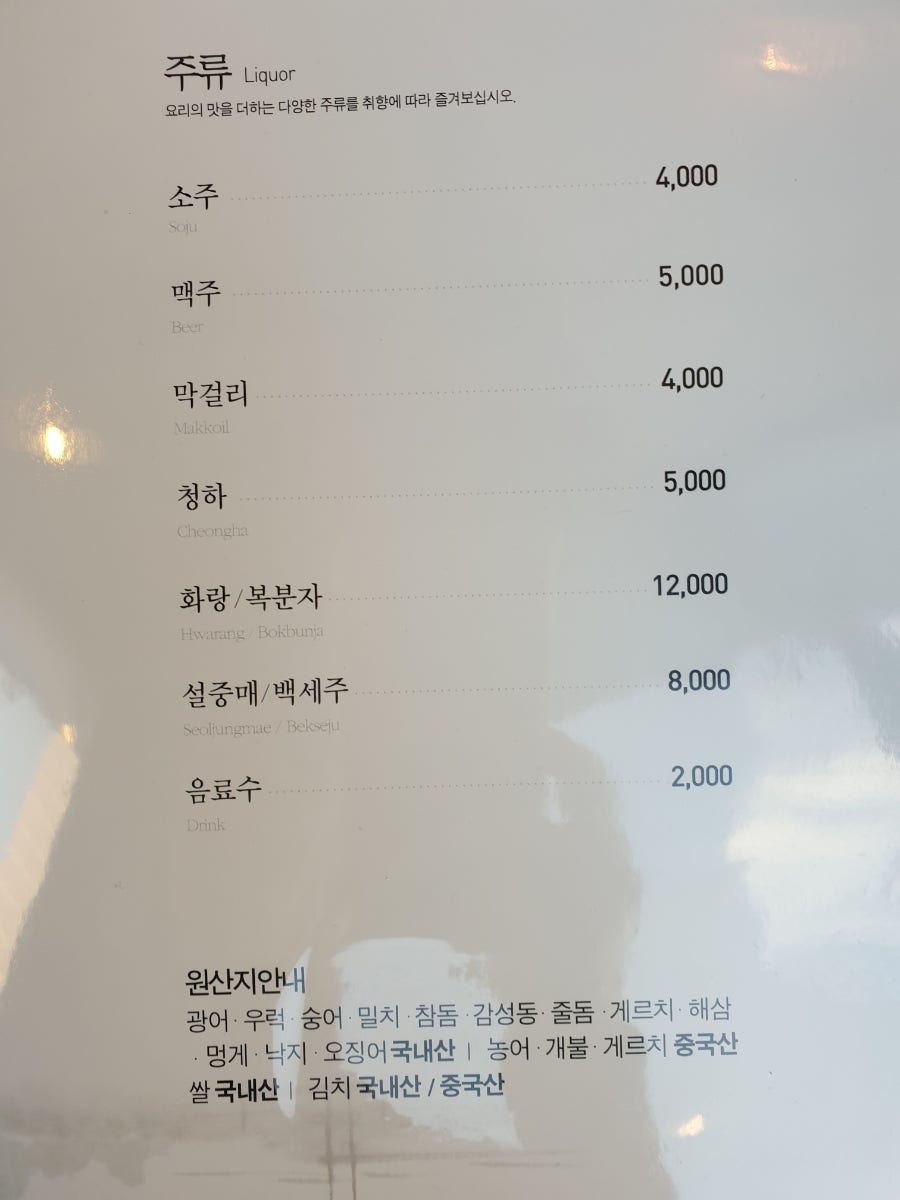 주류 Liquor
요리의 맛을 더하는 다양한 주류를 취향에 따라 즐겨보십시오.
소주 4,000
Soju
맥주 5,000
Beer
막걸리 4,000
Makkoil
청하 5,000
Cheongha
화랑/복분자 12,000
Hwarang / Bokbunja
설중매/백세주 8,000
Seoljungmae / Bekseju
음료수 2,000
Drink
원산지안내
광어·우럭·숭어·밀치·참돔·감성동·줄돔·게르치·해삼
·멍게·낙지·오징어 국내산 | 농어·개불·게르치 중국산
쌀 국내산 | 김치 국내산 / 중국산